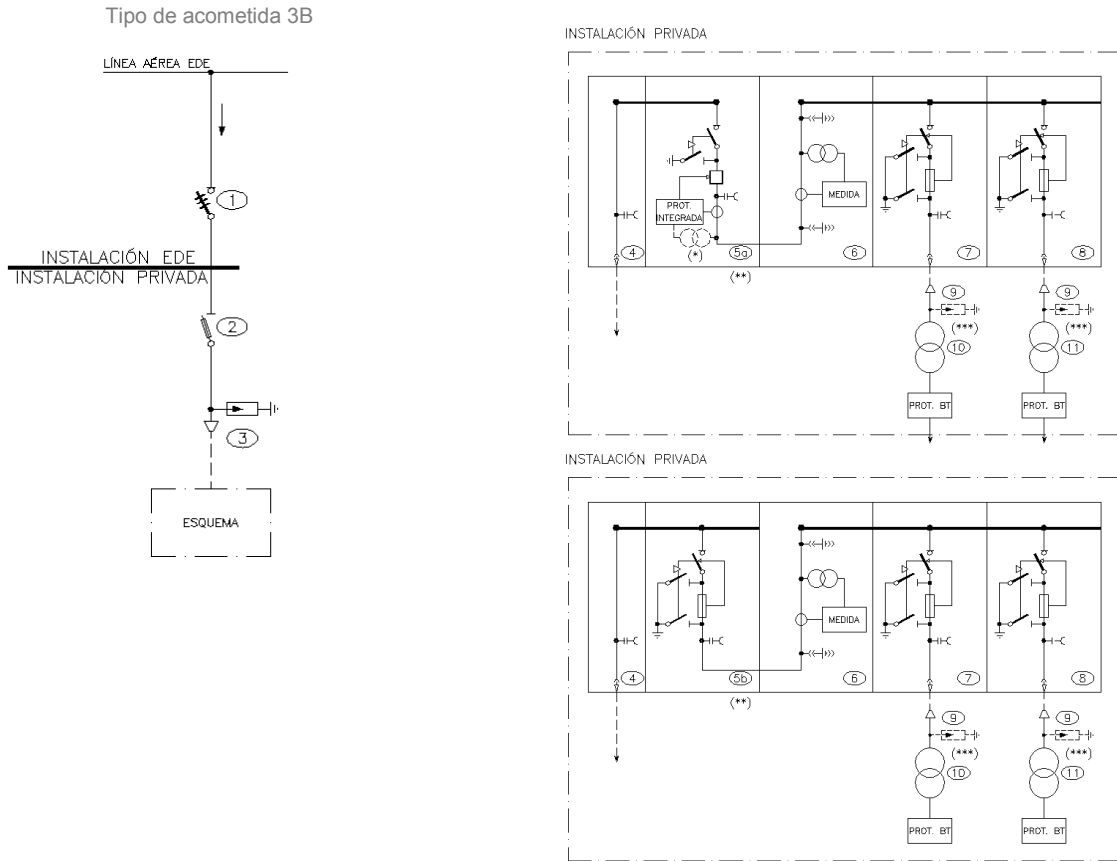 Tipo de acometida 3B
LÍNEA AÉREA EDE
1
INSTALACIÓN EDE
INSTALACIÓN PRIVADA
2
3
ESQUEMA
INSTALACIÓN PRIVADA
PROT.
INTEGRADA
(*)
MEDIDA
4
5a
6
7
8
(**)
9
9
(***)
(***)
10
11
PROT. BT
PROT. BT
INSTALACIÓN PRIVADA
MEDIDA
4
5b
6
7
8
(**)
9
9
(***)
(***)
10
11
PROT. BT
PROT. BT